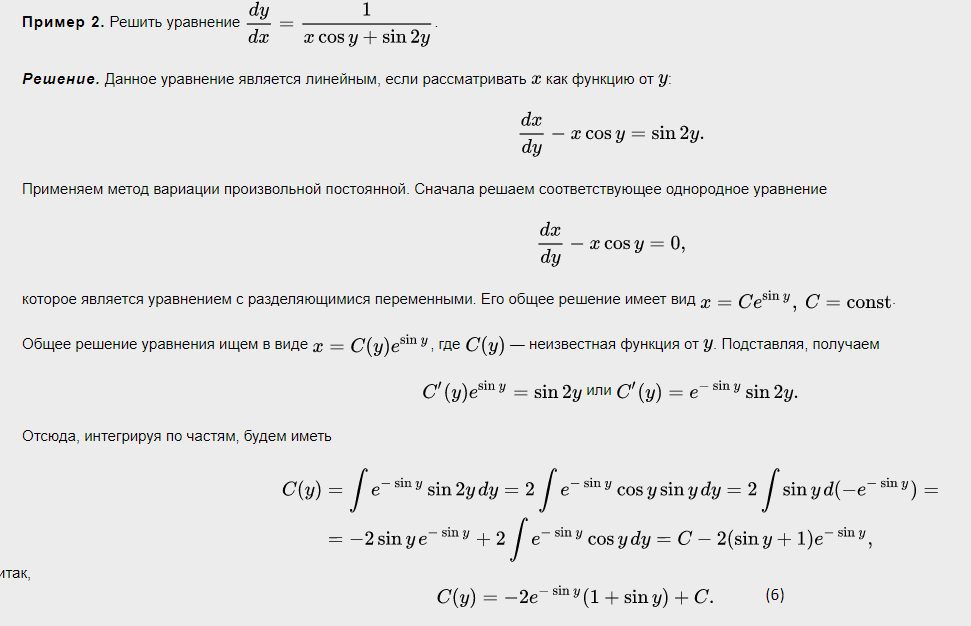 Пример 2. Решить уравнение dy/dx = 1/(x cos y + sin 2y).
Решение. Данное уравнение является линейным, если рассматривать x как функцию от y:
dx/dy − x cos y = sin 2y.
Применяем метод вариации произвольной постоянной. Сначала решаем соответствующее однородное уравнение
dx/dy − x cos y = 0,
которое является уравнением с разделяющимися переменными. Его общее решение имеет вид x = Ce^{sin y}, C = const.
Общее решение уравнения ищем в виде x = C(y)e^{sin y}, где C(y) — неизвестная функция от y. Подставляя, получаем
C′(y)e^{sin y} = sin 2y или C′(y) = e^{− sin y} sin 2y.
Отсюда, интегрируя по частям, будем иметь
C(y) = ∫ e^{− sin y} sin 2y dy = 2 ∫ e^{− sin y} cos y sin y dy = 2 ∫ sin y d(−e^{− sin y}) =
= −2 sin y e^{− sin y} + 2 ∫ e^{− sin y} cos y dy = C − 2(sin y + 1)e^{− sin y},
итак,
C(y) = −2e^{− sin y}(1 + sin y) + C. (6)